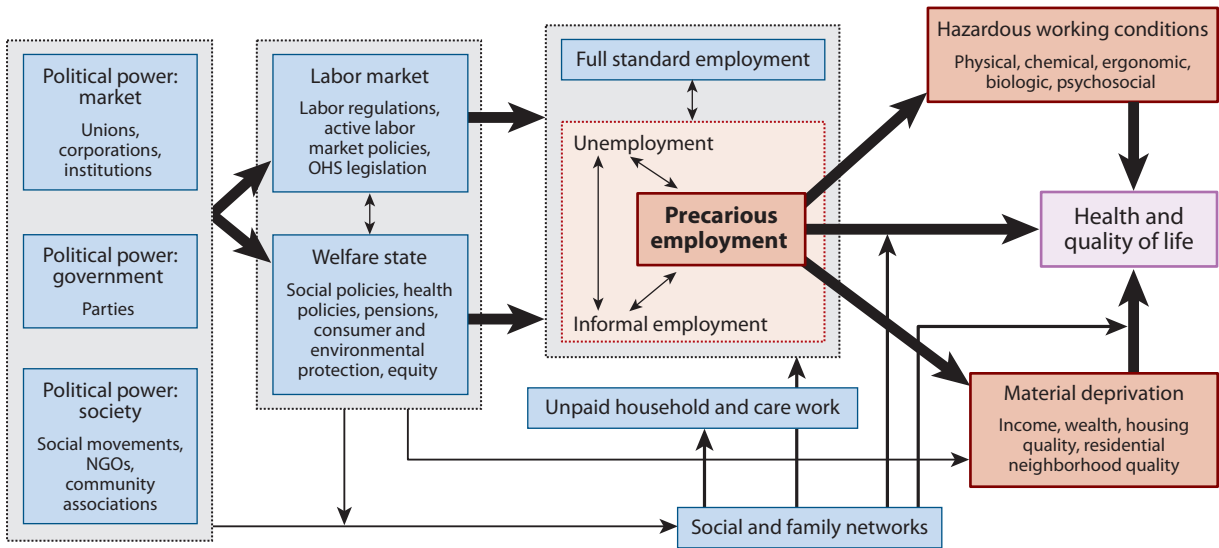 Political power:
market
Unions,
corporations,
institutions
Political power:
government
Parties
Political power:
society
Social movements,
NGOs,
community
associations
Labor market
Labor regulations,
active labor
market policies,
OHS legislation
Welfare state
Social policies, health
policies, pensions,
consumer and
environmental
protection, equity
Full standard employment
Unemployment
Precarious
employment
Informal employment
Unpaid household and care work
Social and family networks
Hazardous working conditions
Physical, chemical, ergonomic,
biologic, psychosocial
Health and
quality of life
Material deprivation
Income, wealth, housing
quality, residential
neighborhood quality